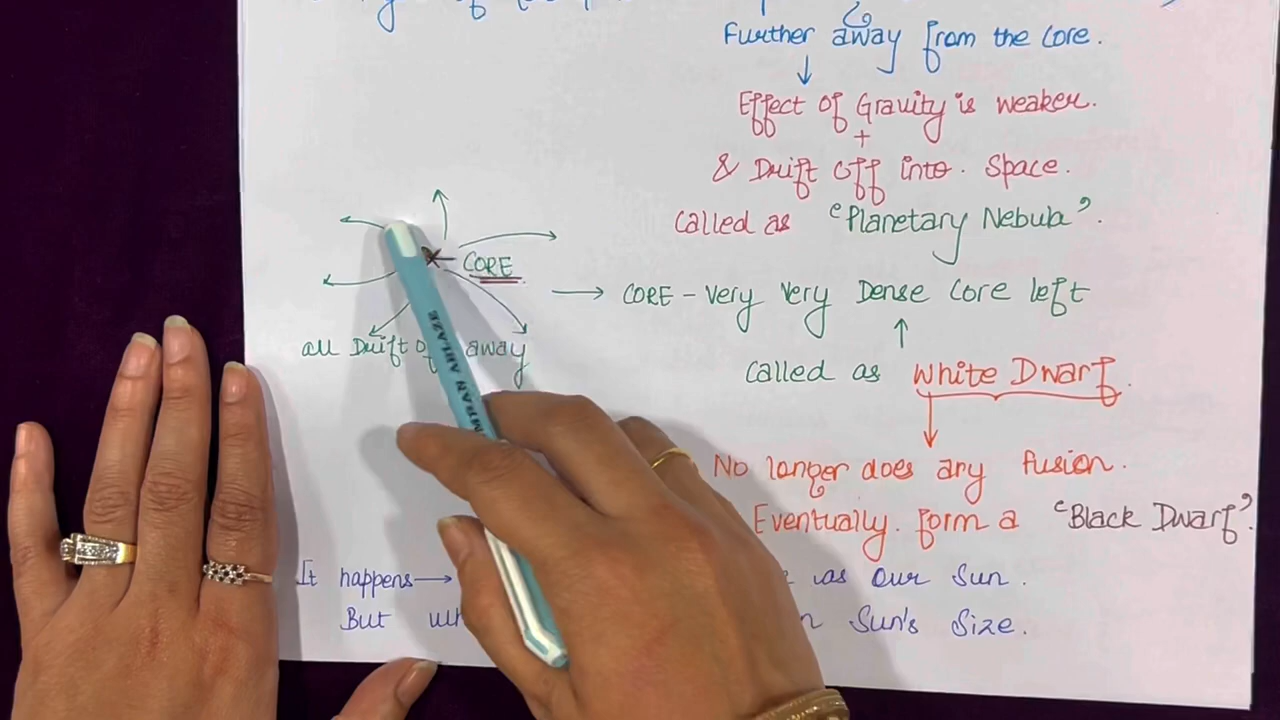 Further away from the core.
↓
Effect of Gravity is weaker.
+
& Drift off into. Space.
Called as "Planetary Nebula".
CORE
→ CORE - Very Very Dense Core left
all Drift away
↑
Called as White Dwarf.
↓
No longer does any fusion.
Eventually. form a "Black Dwarf".
It happens→ as Our Sun.
But Sun's Size.
IMRAN ABLAZE